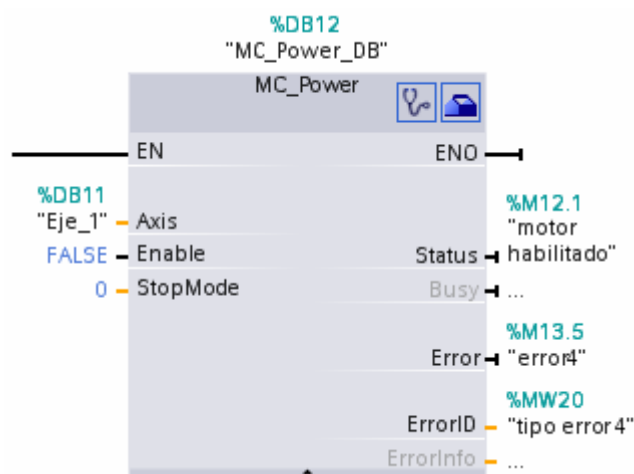 %DB12
"MC_Power_DB"
MC_Power
EN
ENO
%DB11
"Eje_1"
Axis
%M12.1
"motor
habilitado"
FALSE
Enable
Status
0
StopMode
Busy
...
%M13.5
Error
"error4"
%MW20
ErrorID
"tipo error4"
ErrorInfo
...